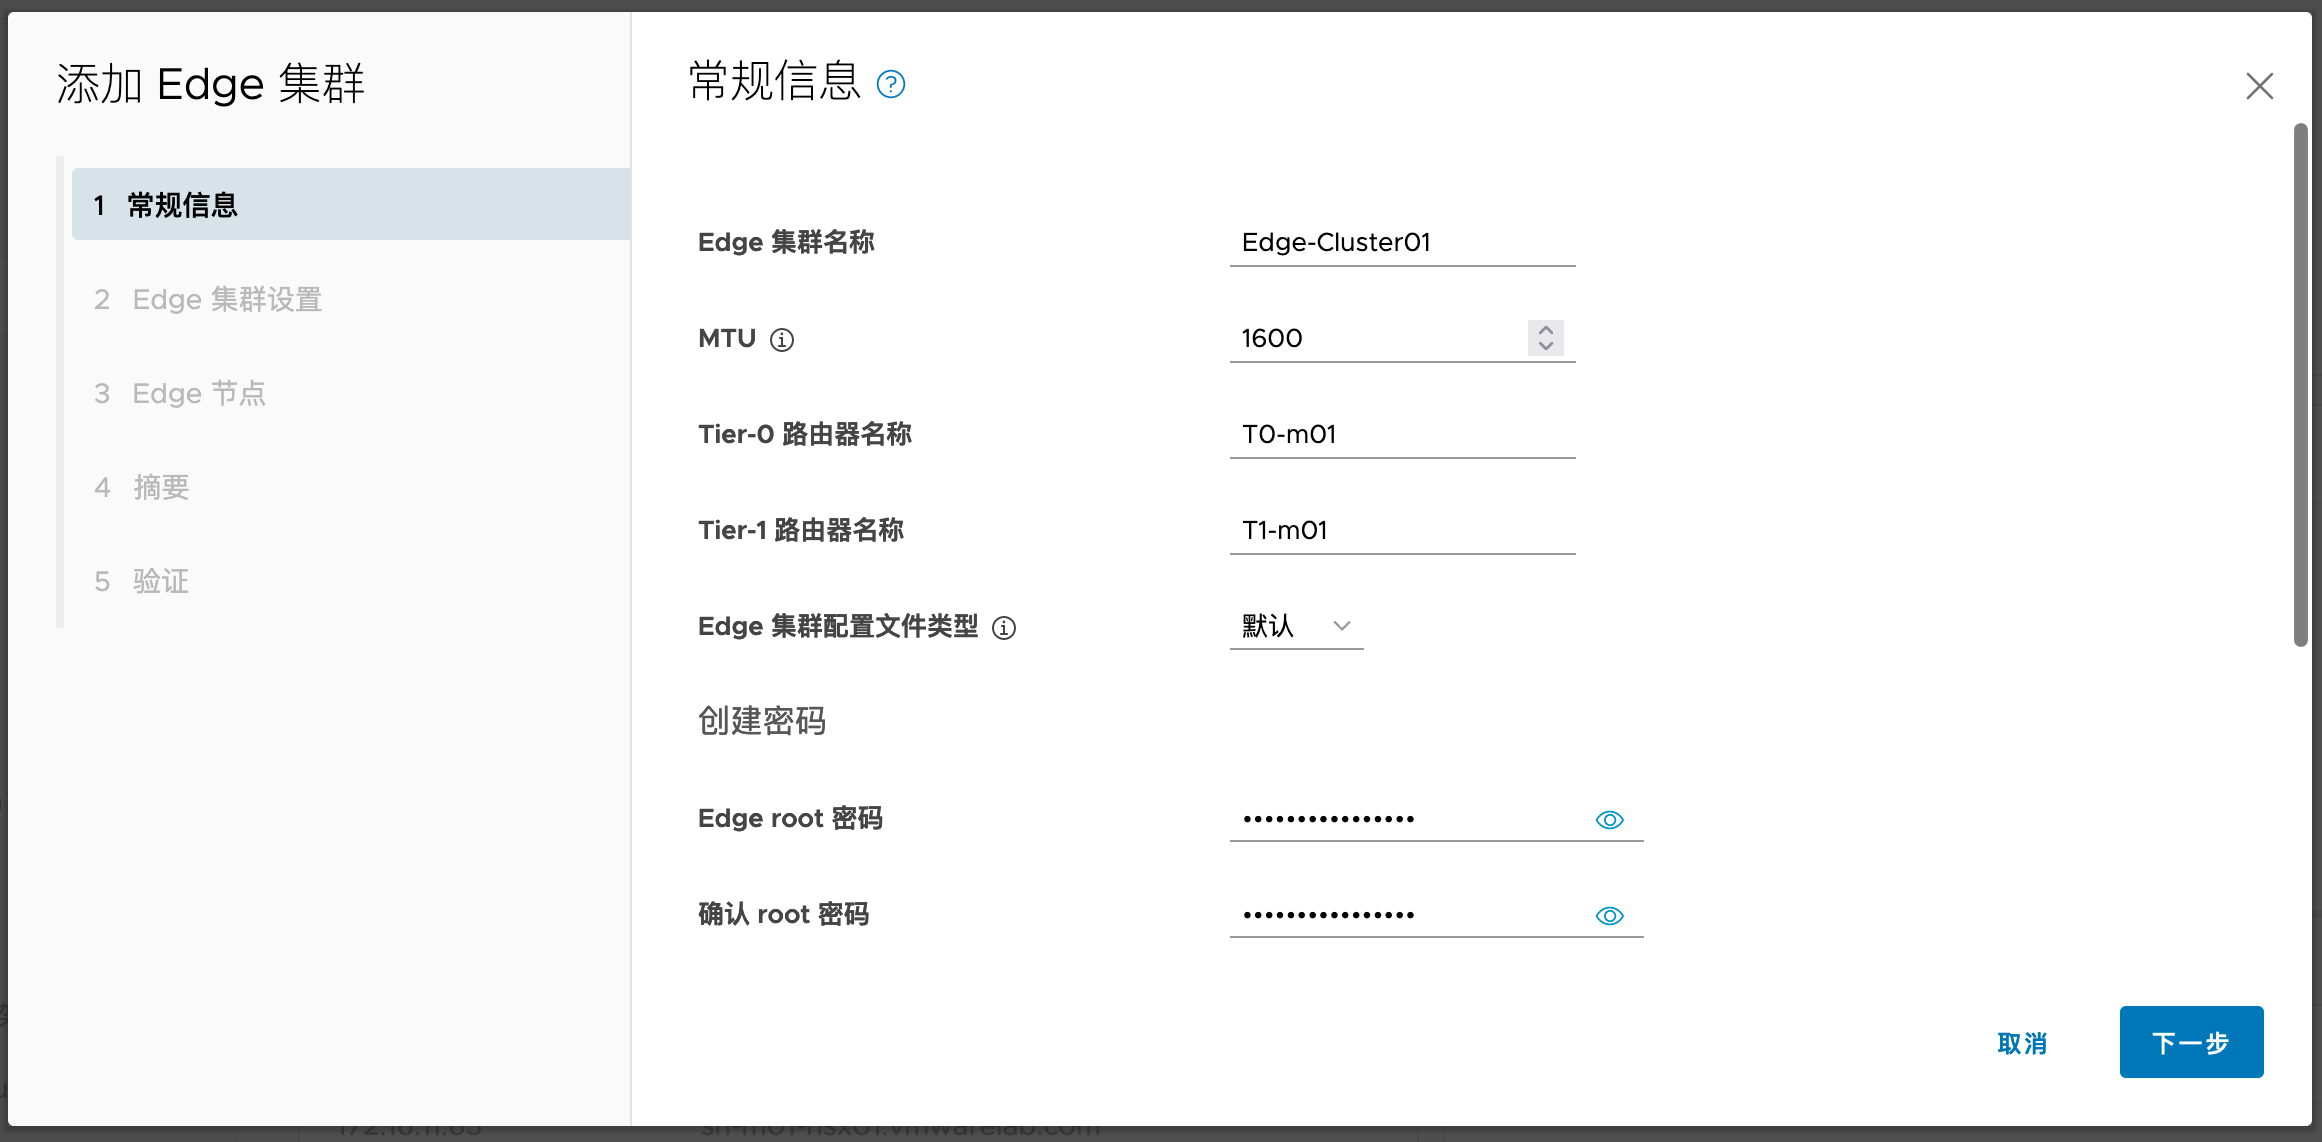 添加 Edge 集群
1 常规信息
2 Edge 集群设置
3 Edge 节点
4 摘要
5 验证
常规信息
Edge 集群名称 Edge-Cluster01
MTU 1600
Tier-0 路由器名称 T0-m01
Tier-1 路由器名称 T1-m01
Edge 集群配置文件类型 默认
创建密码
Edge root 密码 ••••••••••••••••
确认 root 密码 ••••••••••••••••
取消 下一步